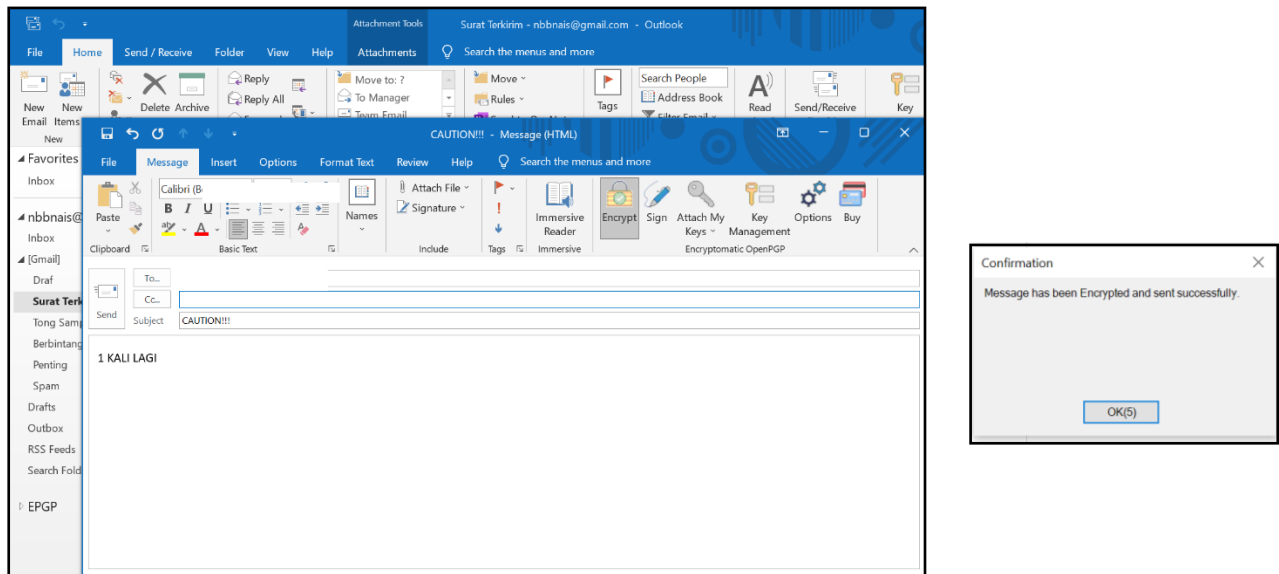 Attachment Tools
Surat Terkirim - nbbnais@gmail.com - Outlook
File Home Send / Receive Folder View Help Attachments Search the menus and more
New Email
New Items
Delete
Archive
Reply
Reply All
Move to: ?
To Manager
Team Email
Move
Rules
Tags
Search People
Address Book
Filter Email
Read
Send/Receive
Key
New
Favorites
Inbox
nbbnais@
Inbox
[Gmail]
Draf
Surat Terk
Tong Samp
Berbintang
Penting
Spam
Drafts
Outbox
RSS Feeds
Search Fold
EPGP
CAUTION!!! - Message (HTML)
File Message Insert Options Format Text Review Help Search the menus and more
Paste
Calibri (B
B I U
Names
Attach File
Signature
Immersive Reader
Encrypt
Sign
Attach My Keys
Key Management
Options
Buy
Clipboard Basic Text Include Tags Immersive Encryptomatic OpenPGP
Send
To...
Cc...
Subject CAUTION!!!
1 KALI LAGI
Confirmation
Message has been Encrypted and sent successfully.
OK(5)